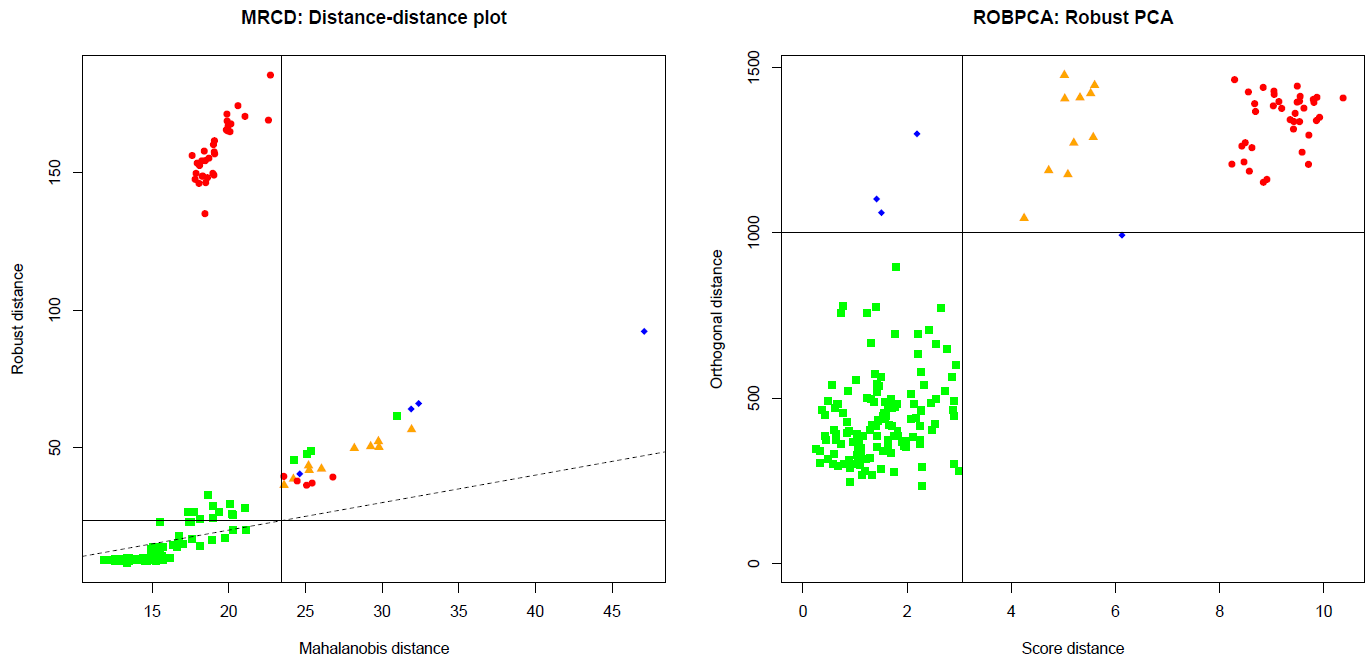 MRCD: Distance-distance plot
Robust distance
150
100
50
15 20 25 30 35 40 45
Mahalanobis distance
ROBPCA: Robust PCA
Orthogonal distance
1500
1000
500
0
0 2 4 6 8 10
Score distance